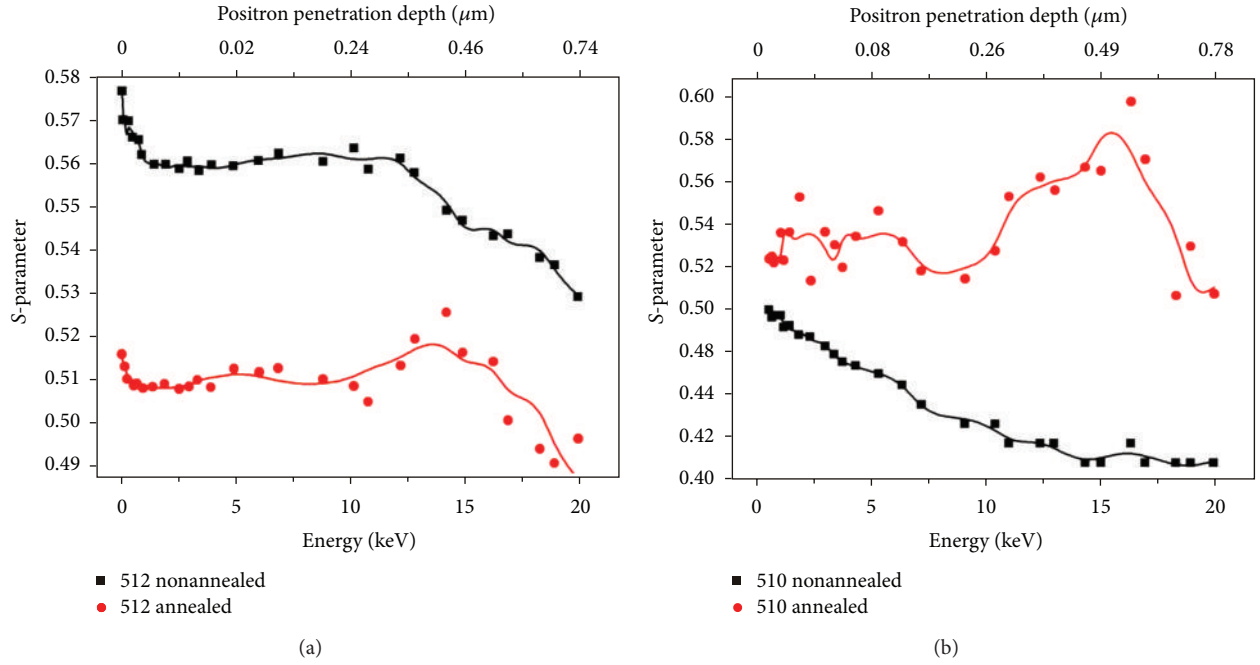 (a)
Positron penetration depth (μm)
0 0.02 0.24 0.46 0.74
0.58
0.57
0.56
0.55
0.54
0.53
0.52
0.51
0.50
0.49
S-parameter
0 5 10 15 20
Energy (keV)
512 nonannealed
512 annealed
(a)
Positron penetration depth (μm)
0 0.08 0.26 0.49 0.78
0.60
0.58
0.56
0.54
0.52
0.50
0.48
0.46
0.44
0.42
0.40
S-parameter
0 5 10 15 20
Energy (keV)
510 nonannealed
510 annealed
(b)